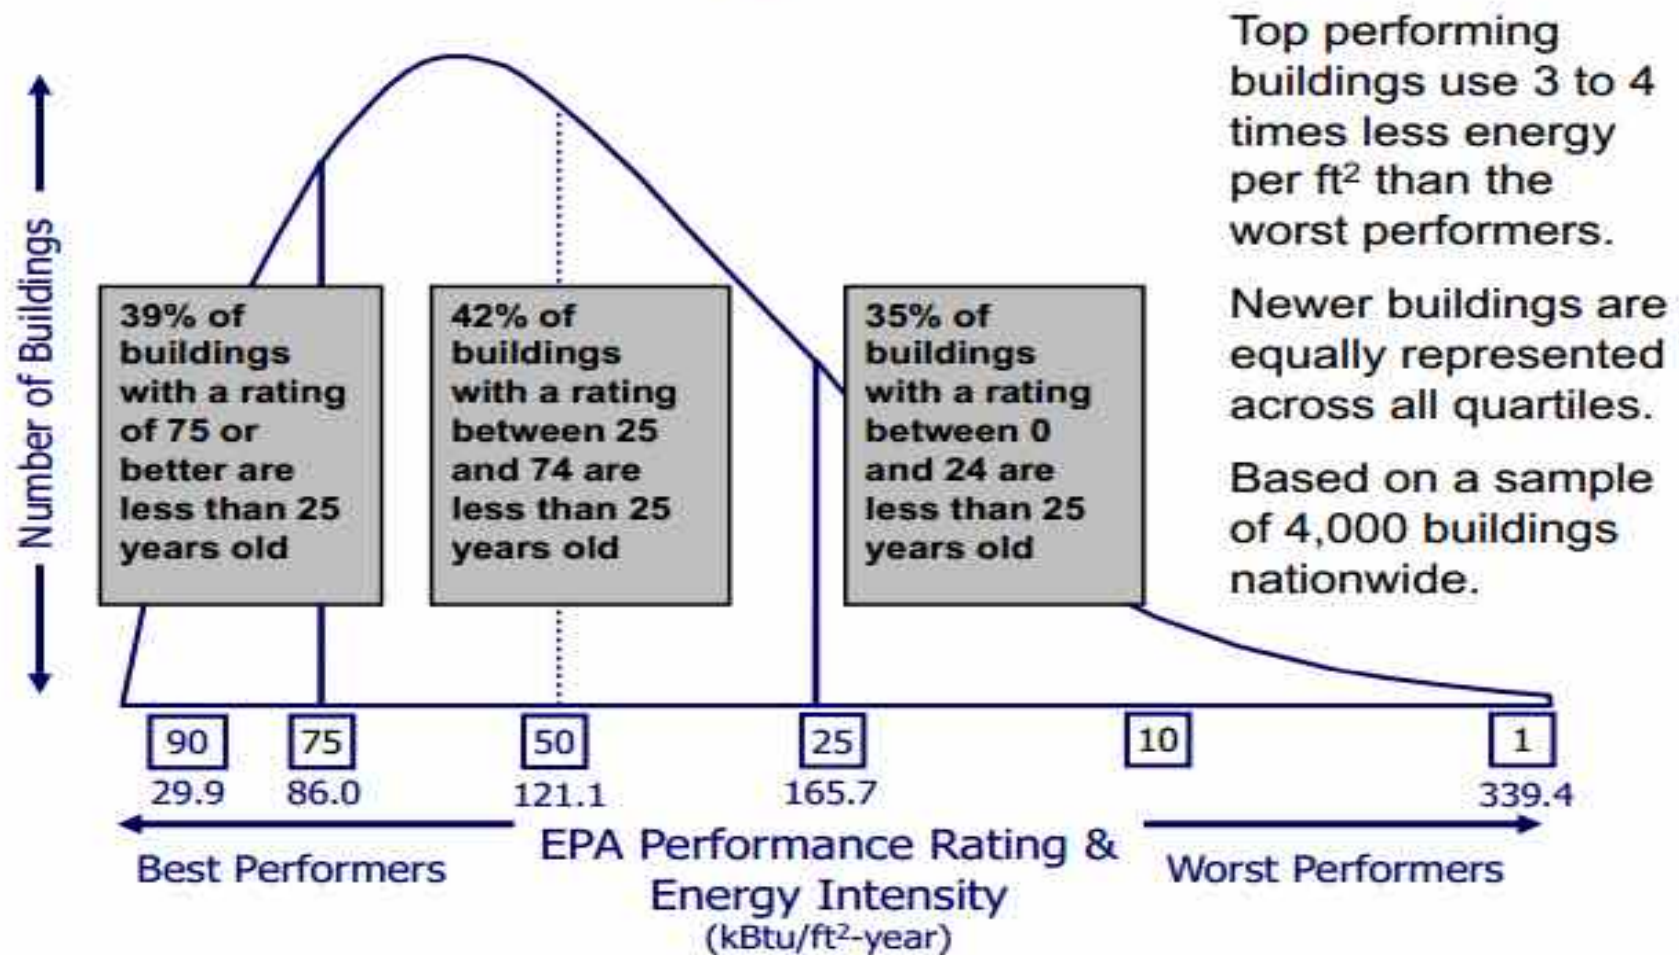 Top performing
buildings use 3 to 4
times less energy
per ft² than the
worst performers.
Newer buildings are
equally represented
across all quartiles.
Based on a sample
of 4,000 buildings
nationwide.
Number of Buildings
39% of
buildings
with a rating
of 75 or
better are
less than 25
years old
42% of
buildings
with a rating
between 25
and 74 are
less than 25
years old
35% of
buildings
with a rating
between 0
and 24 are
less than 25
years old
90 75 50 25 10 1
29.9 86.0 121.1 165.7 339.4
Best Performers
EPA Performance Rating &
Energy Intensity
(kBtu/ft²-year)
Worst Performers